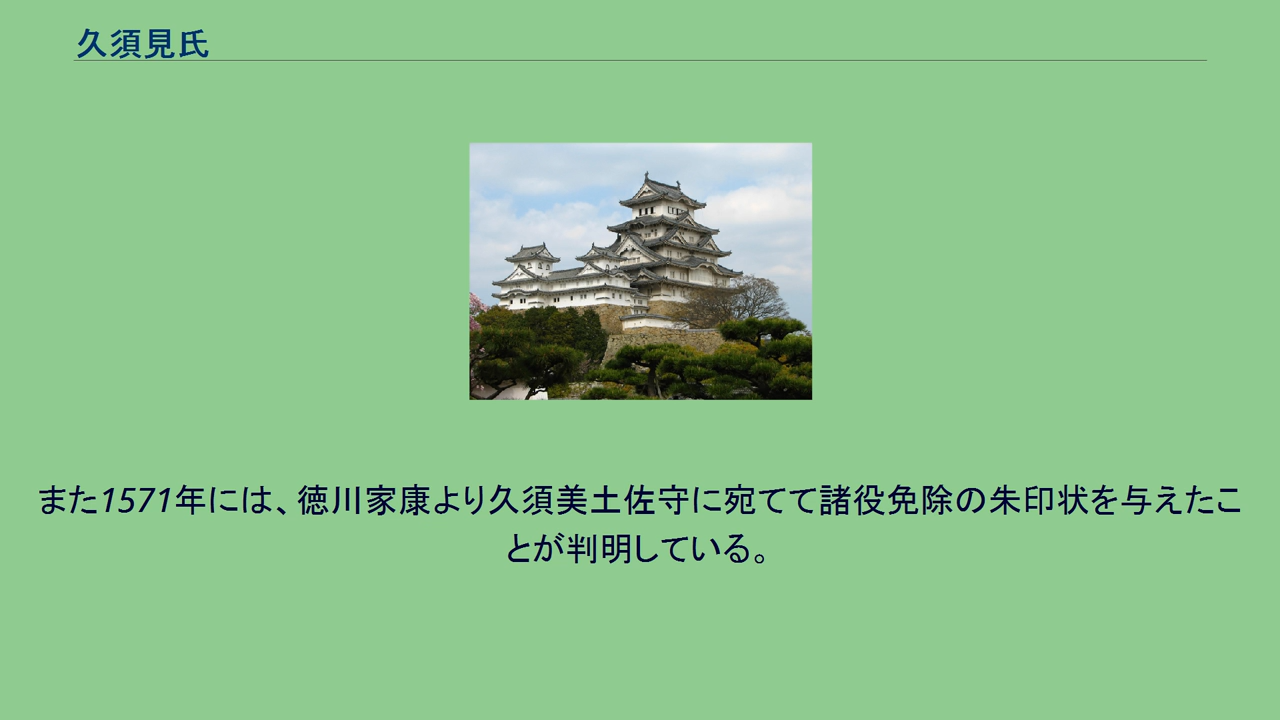 久須見氏
また1571年には、徳川家康より久須美土佐守に宛てて諸役免除の朱印状を与えたこ
とが判明している。